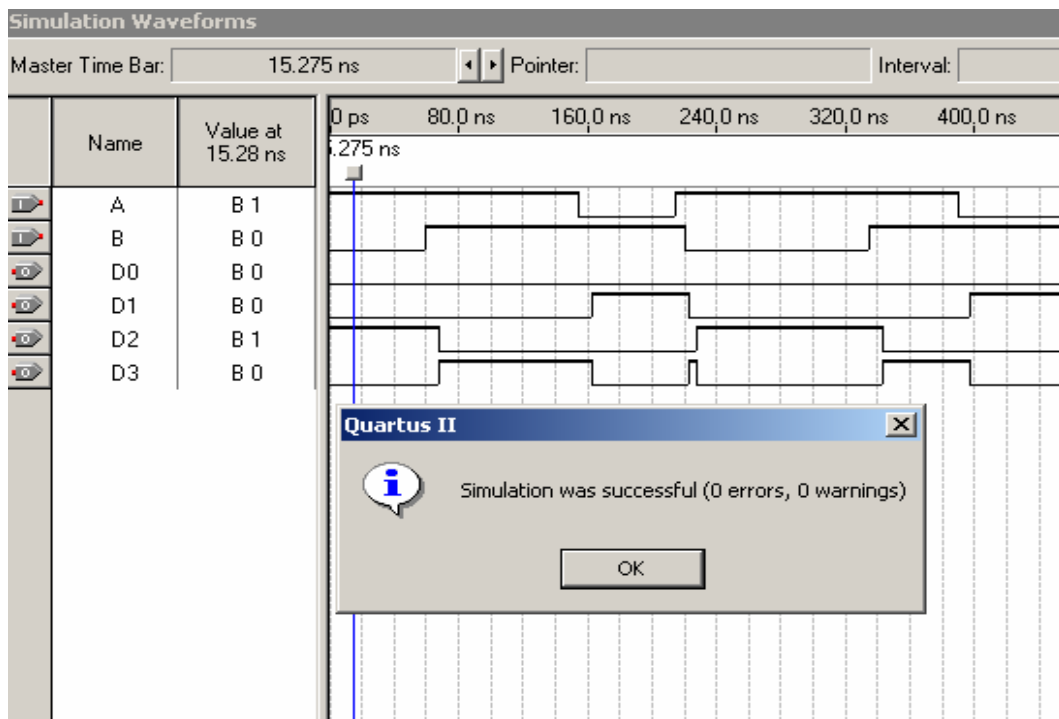 Simulation Waveforms
Master Time Bar: 15.275 ns Pointer: Interval:
Name Value at 15.28 ns 0 ps 80.0 ns 160.0 ns 240.0 ns 320.0 ns 400.0 ns
.275 ns
A B 1
B B 0
D0 B 0
D1 B 0
D2 B 1
D3 B 0
Quartus II
Simulation was successful (0 errors, 0 warnings)
OK